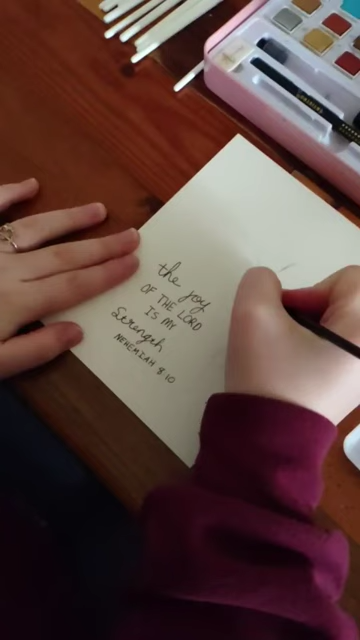 the joy
OF THE LORD
IS MY
Strength
NEHEMIAH 8:10